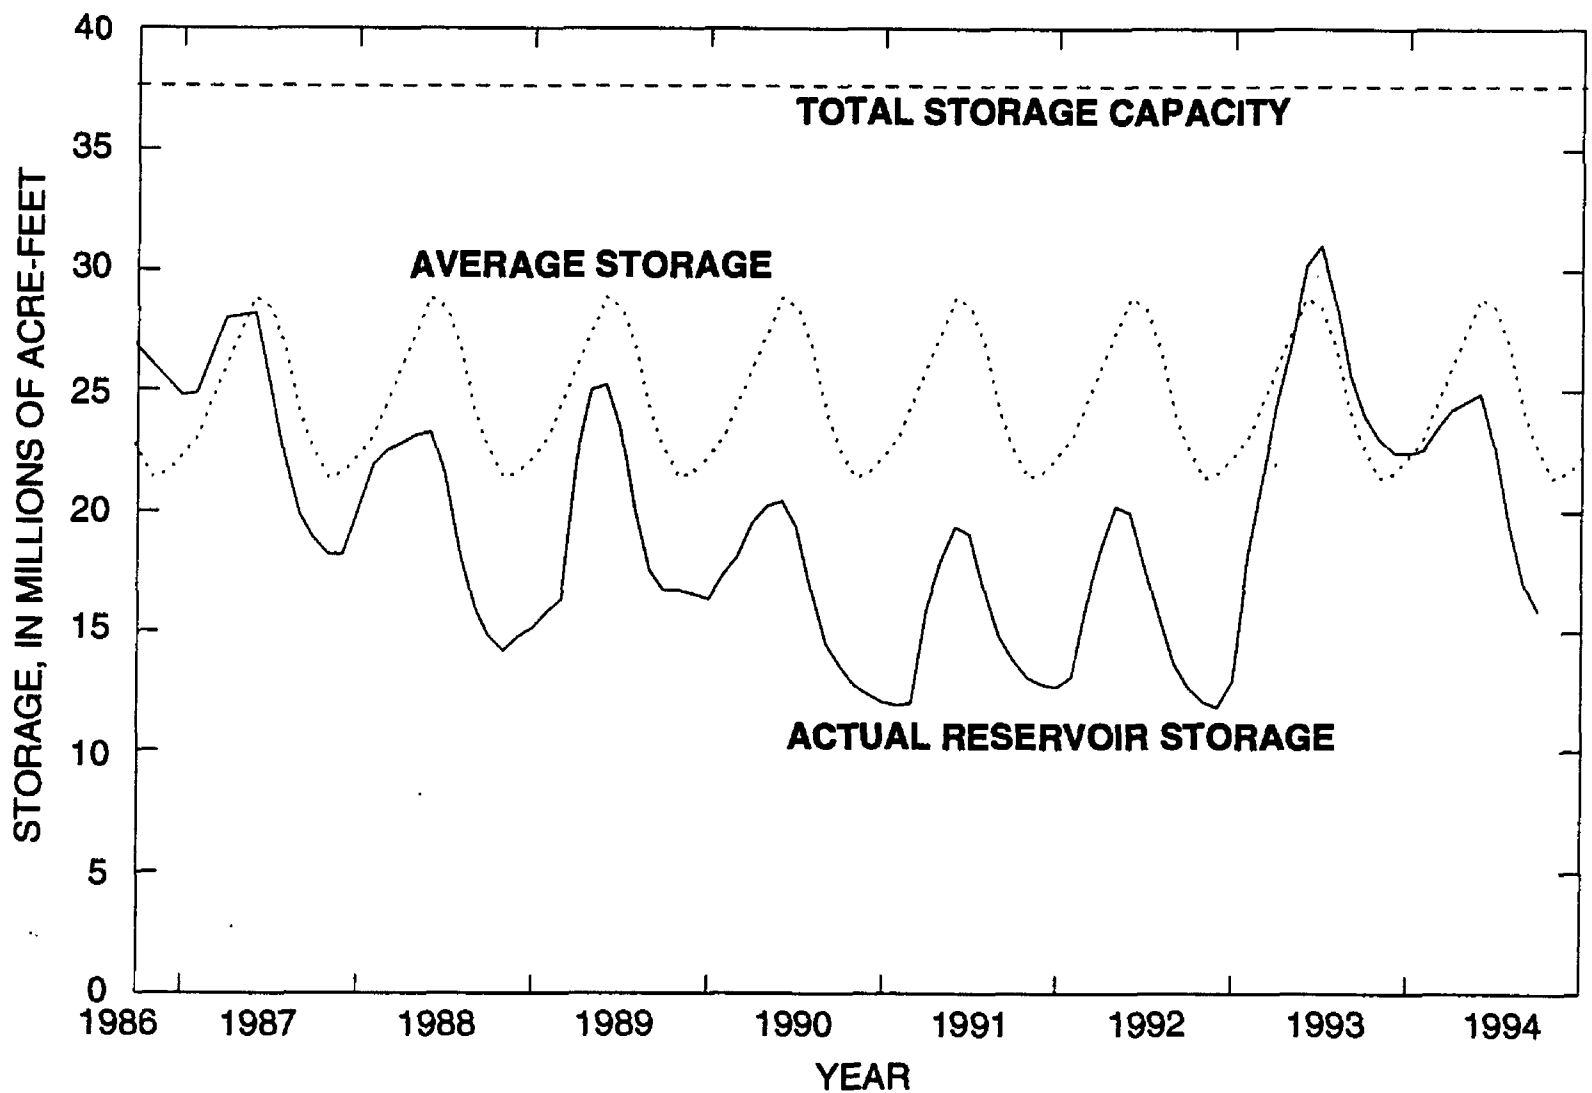 40
TOTAL STORAGE CAPACITY
35
AVERAGE STORAGE
30
25
20
15
ACTUAL RESERVOIR STORAGE
10
5
0
1986 1987 1988 1989 1990 1991 1992 1993 1994
YEAR
STORAGE, IN MILLIONS OF ACRE-FEET